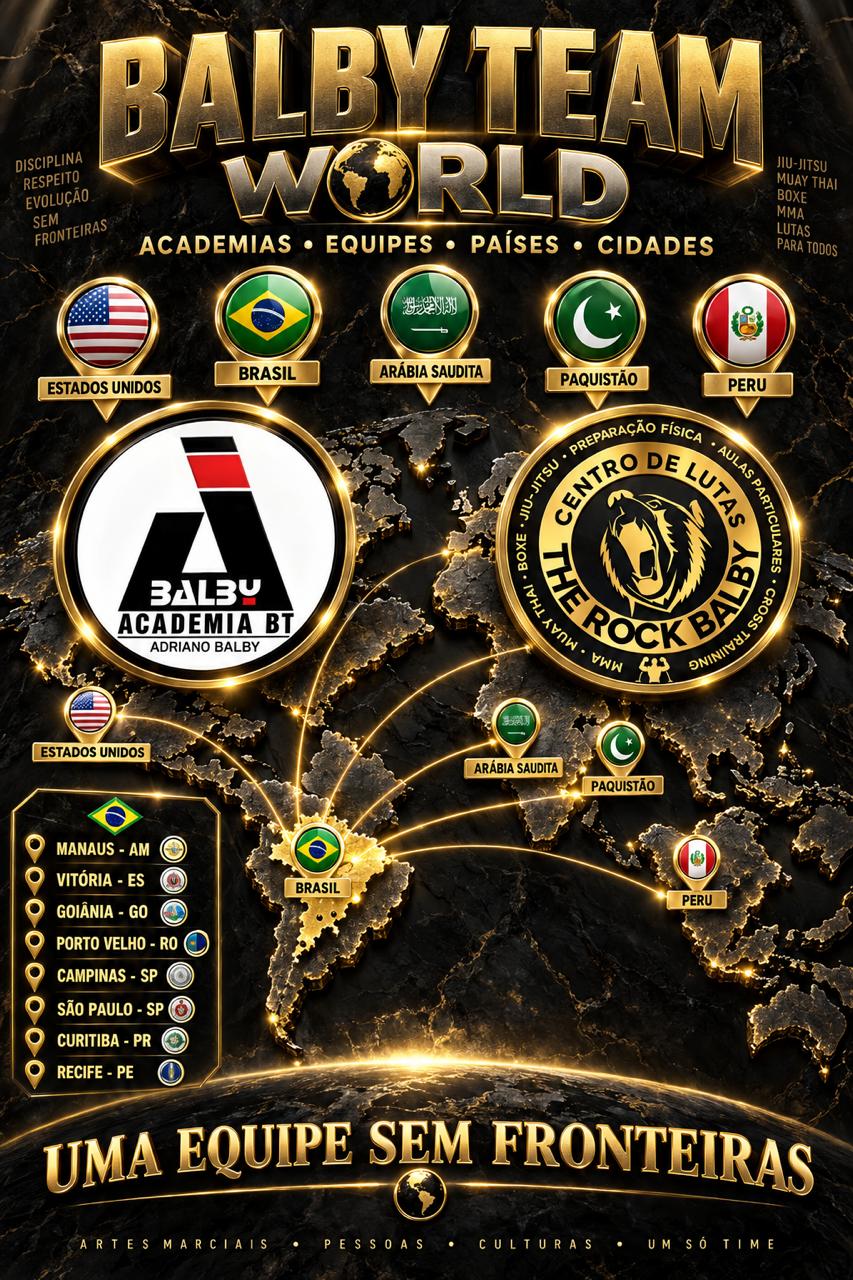 BALBY TEAM
WORLD
DISCIPLINA
RESPEITO
EVOLUÇÃO
SEM
FRONTEIRAS
JIU-JITSU
MUAY THAI
BOXE
MMA
LUTAS
PARA TODOS
ACADEMIAS • EQUIPES • PAÍSES • CIDADES
ESTADOS UNIDOS
BRASIL
ARÁBIA SAUDITA
PAQUISTÃO
PERU
BALBY
ACADEMIA BT
ADRIANO BALBY
MMA • MUAY THAI • BOXE • JIU-JITSU • PREPARAÇÃO FÍSICA • AULAS PARTICULARES • CROSS TRAINING
CENTRO DE LUTAS
THE ROCK BALBY
ESTADOS UNIDOS
ARÁBIA SAUDITA
PAQUISTÃO
BRASIL
PERU
MANAUS - AM
VITÓRIA - ES
GOIÂNIA - GO
PORTO VELHO - RO
CAMPINAS - SP
SÃO PAULO - SP
CURITIBA - PR
RECIFE - PE
UMA EQUIPE SEM FRONTEIRAS
ARTES MARCIAIS • PESSOAS • CULTURAS • UM SÓ TIME